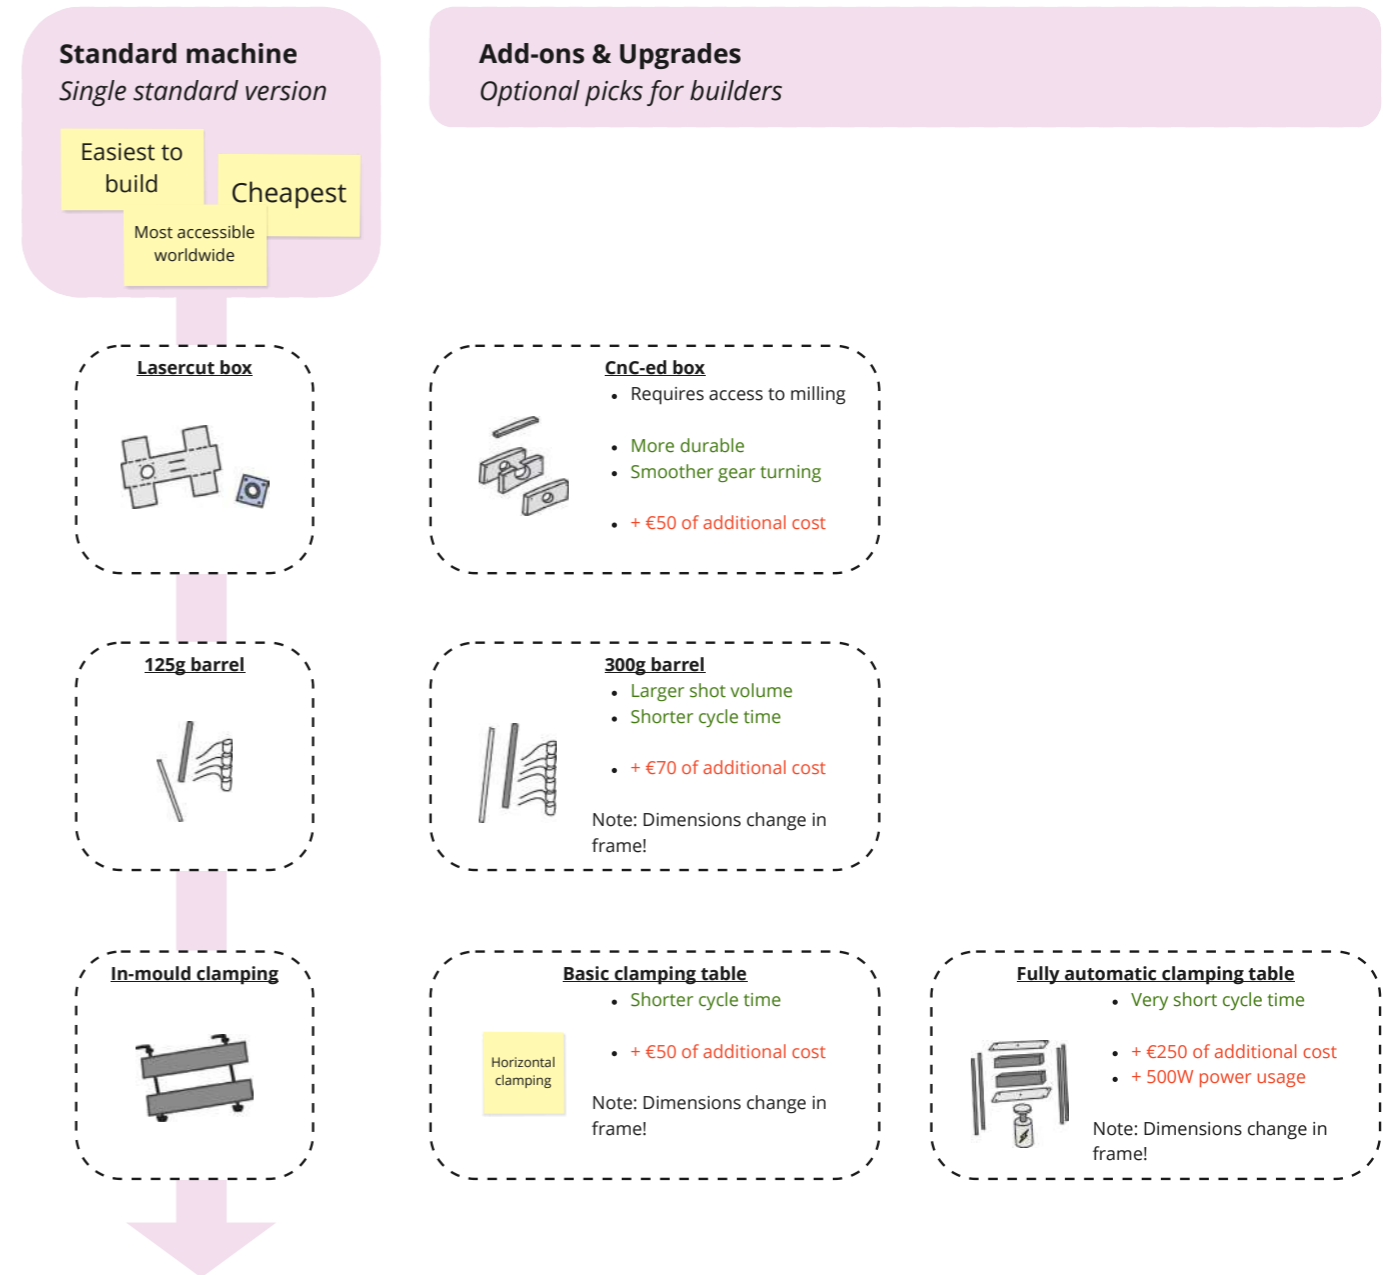 Standard machine
Single standard version
Easiest to
build
Cheapest
Most accessible
worldwide
Add-ons & Upgrades
Optional picks for builders
Lasercut box
CnC-ed box
• Requires access to milling
• More durable
• Smoother gear turning
• + €50 of additional cost
125g barrel
300g barrel
• Larger shot volume
• Shorter cycle time
• + €70 of additional cost
Note: Dimensions change in
frame!
In-mould clamping
Basic clamping table
• Shorter cycle time
• + €50 of additional cost
Horizontal
clamping
Note: Dimensions change in
frame!
Fully automatic clamping table
• Very short cycle time
• + €250 of additional cost
• + 500W power usage
Note: Dimensions change in
frame!